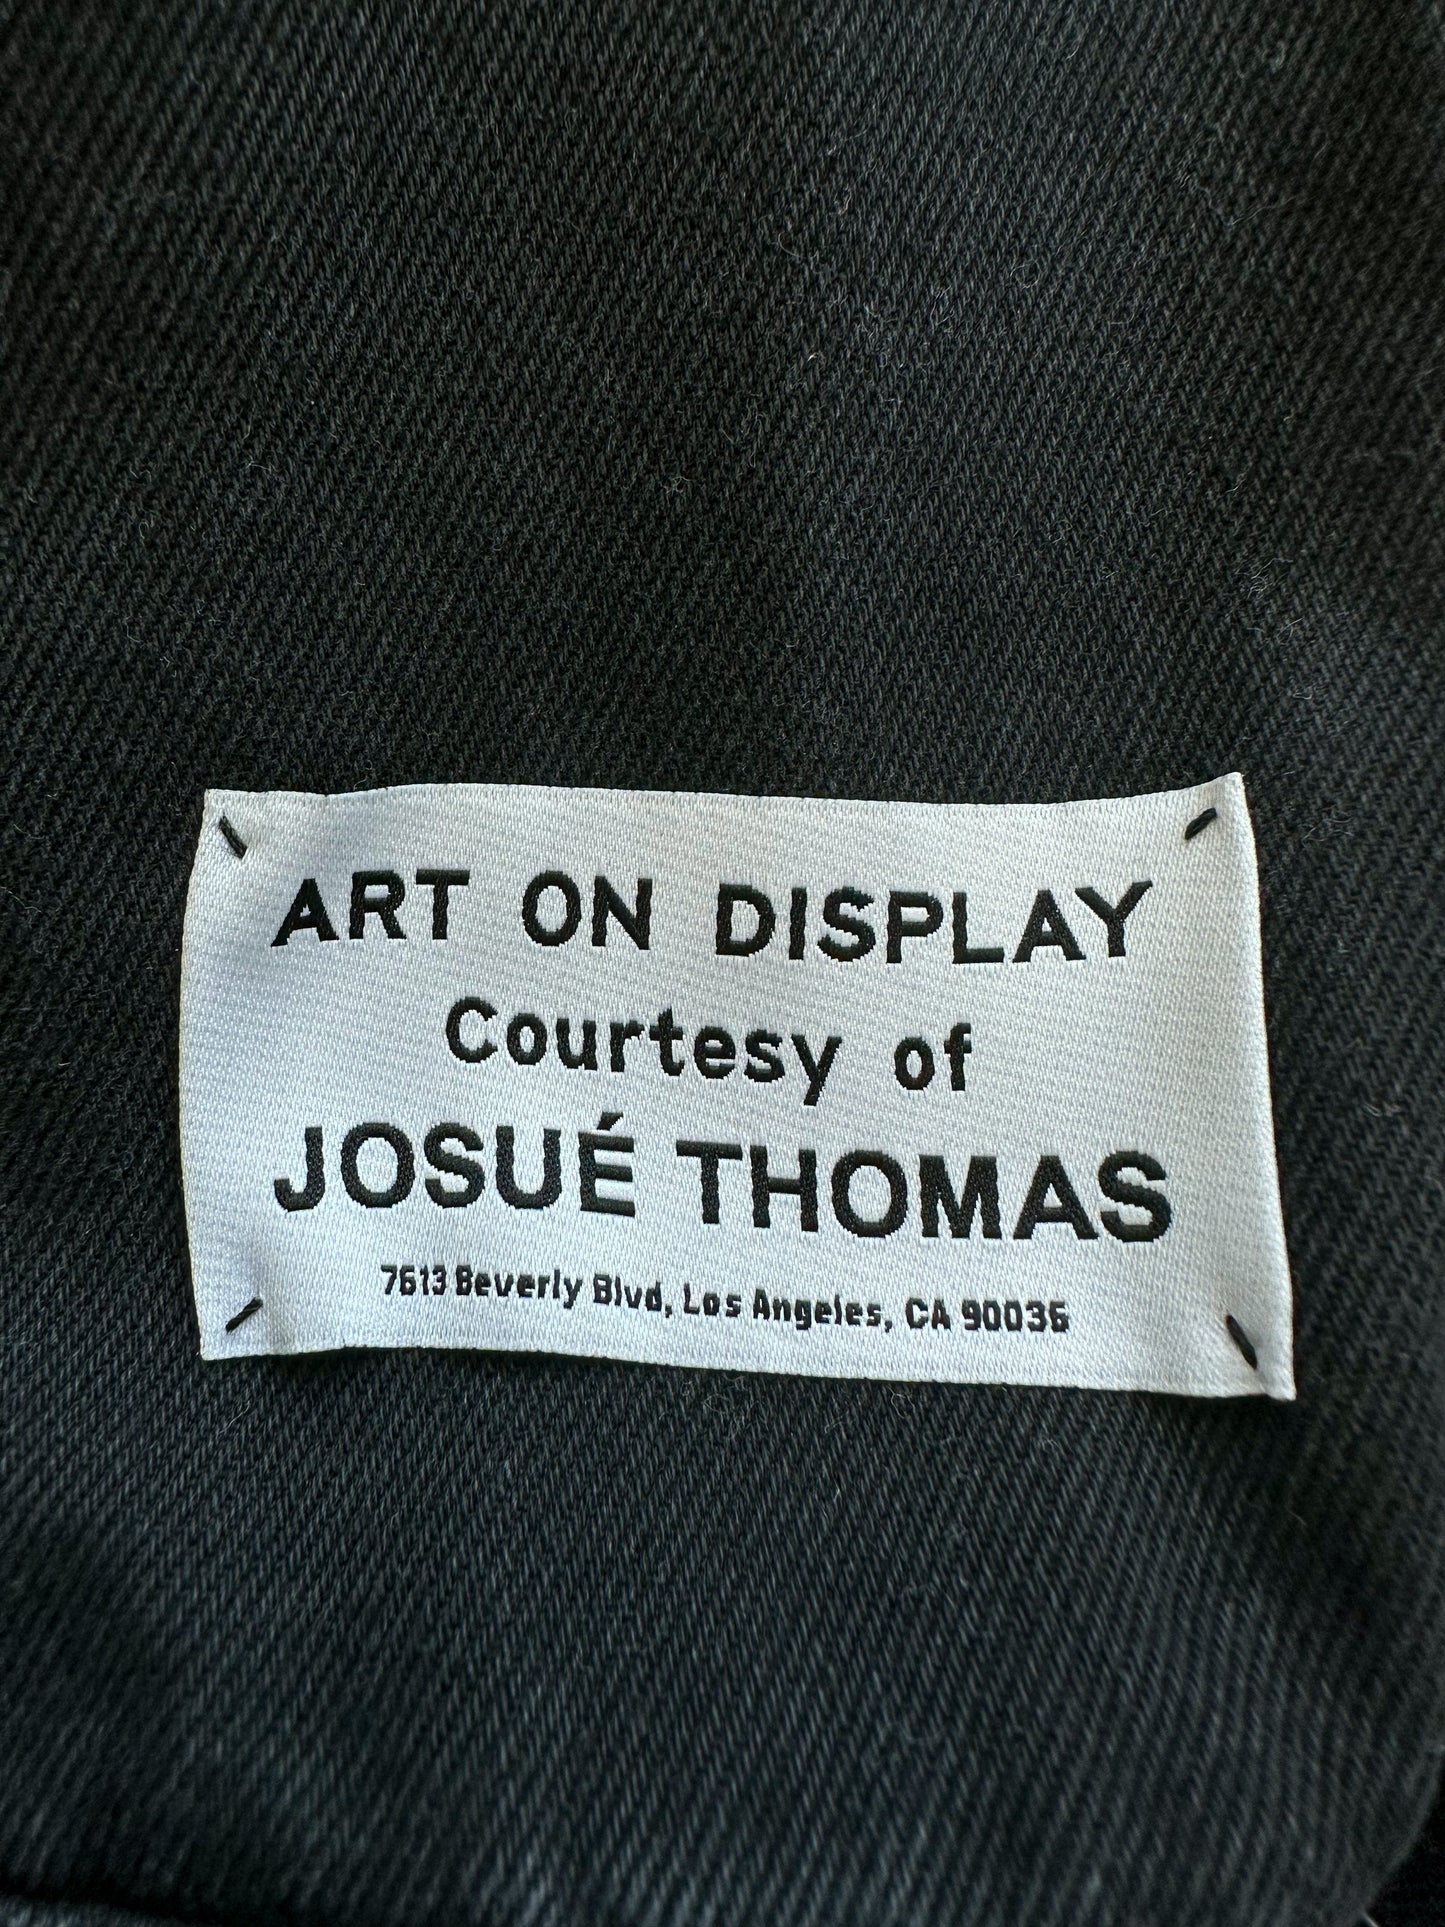 ART ON DISPLAY
Courtesy of
JOSUÉ THOMAS
7613 Beverly Blvd, Los Angeles, CA 90036